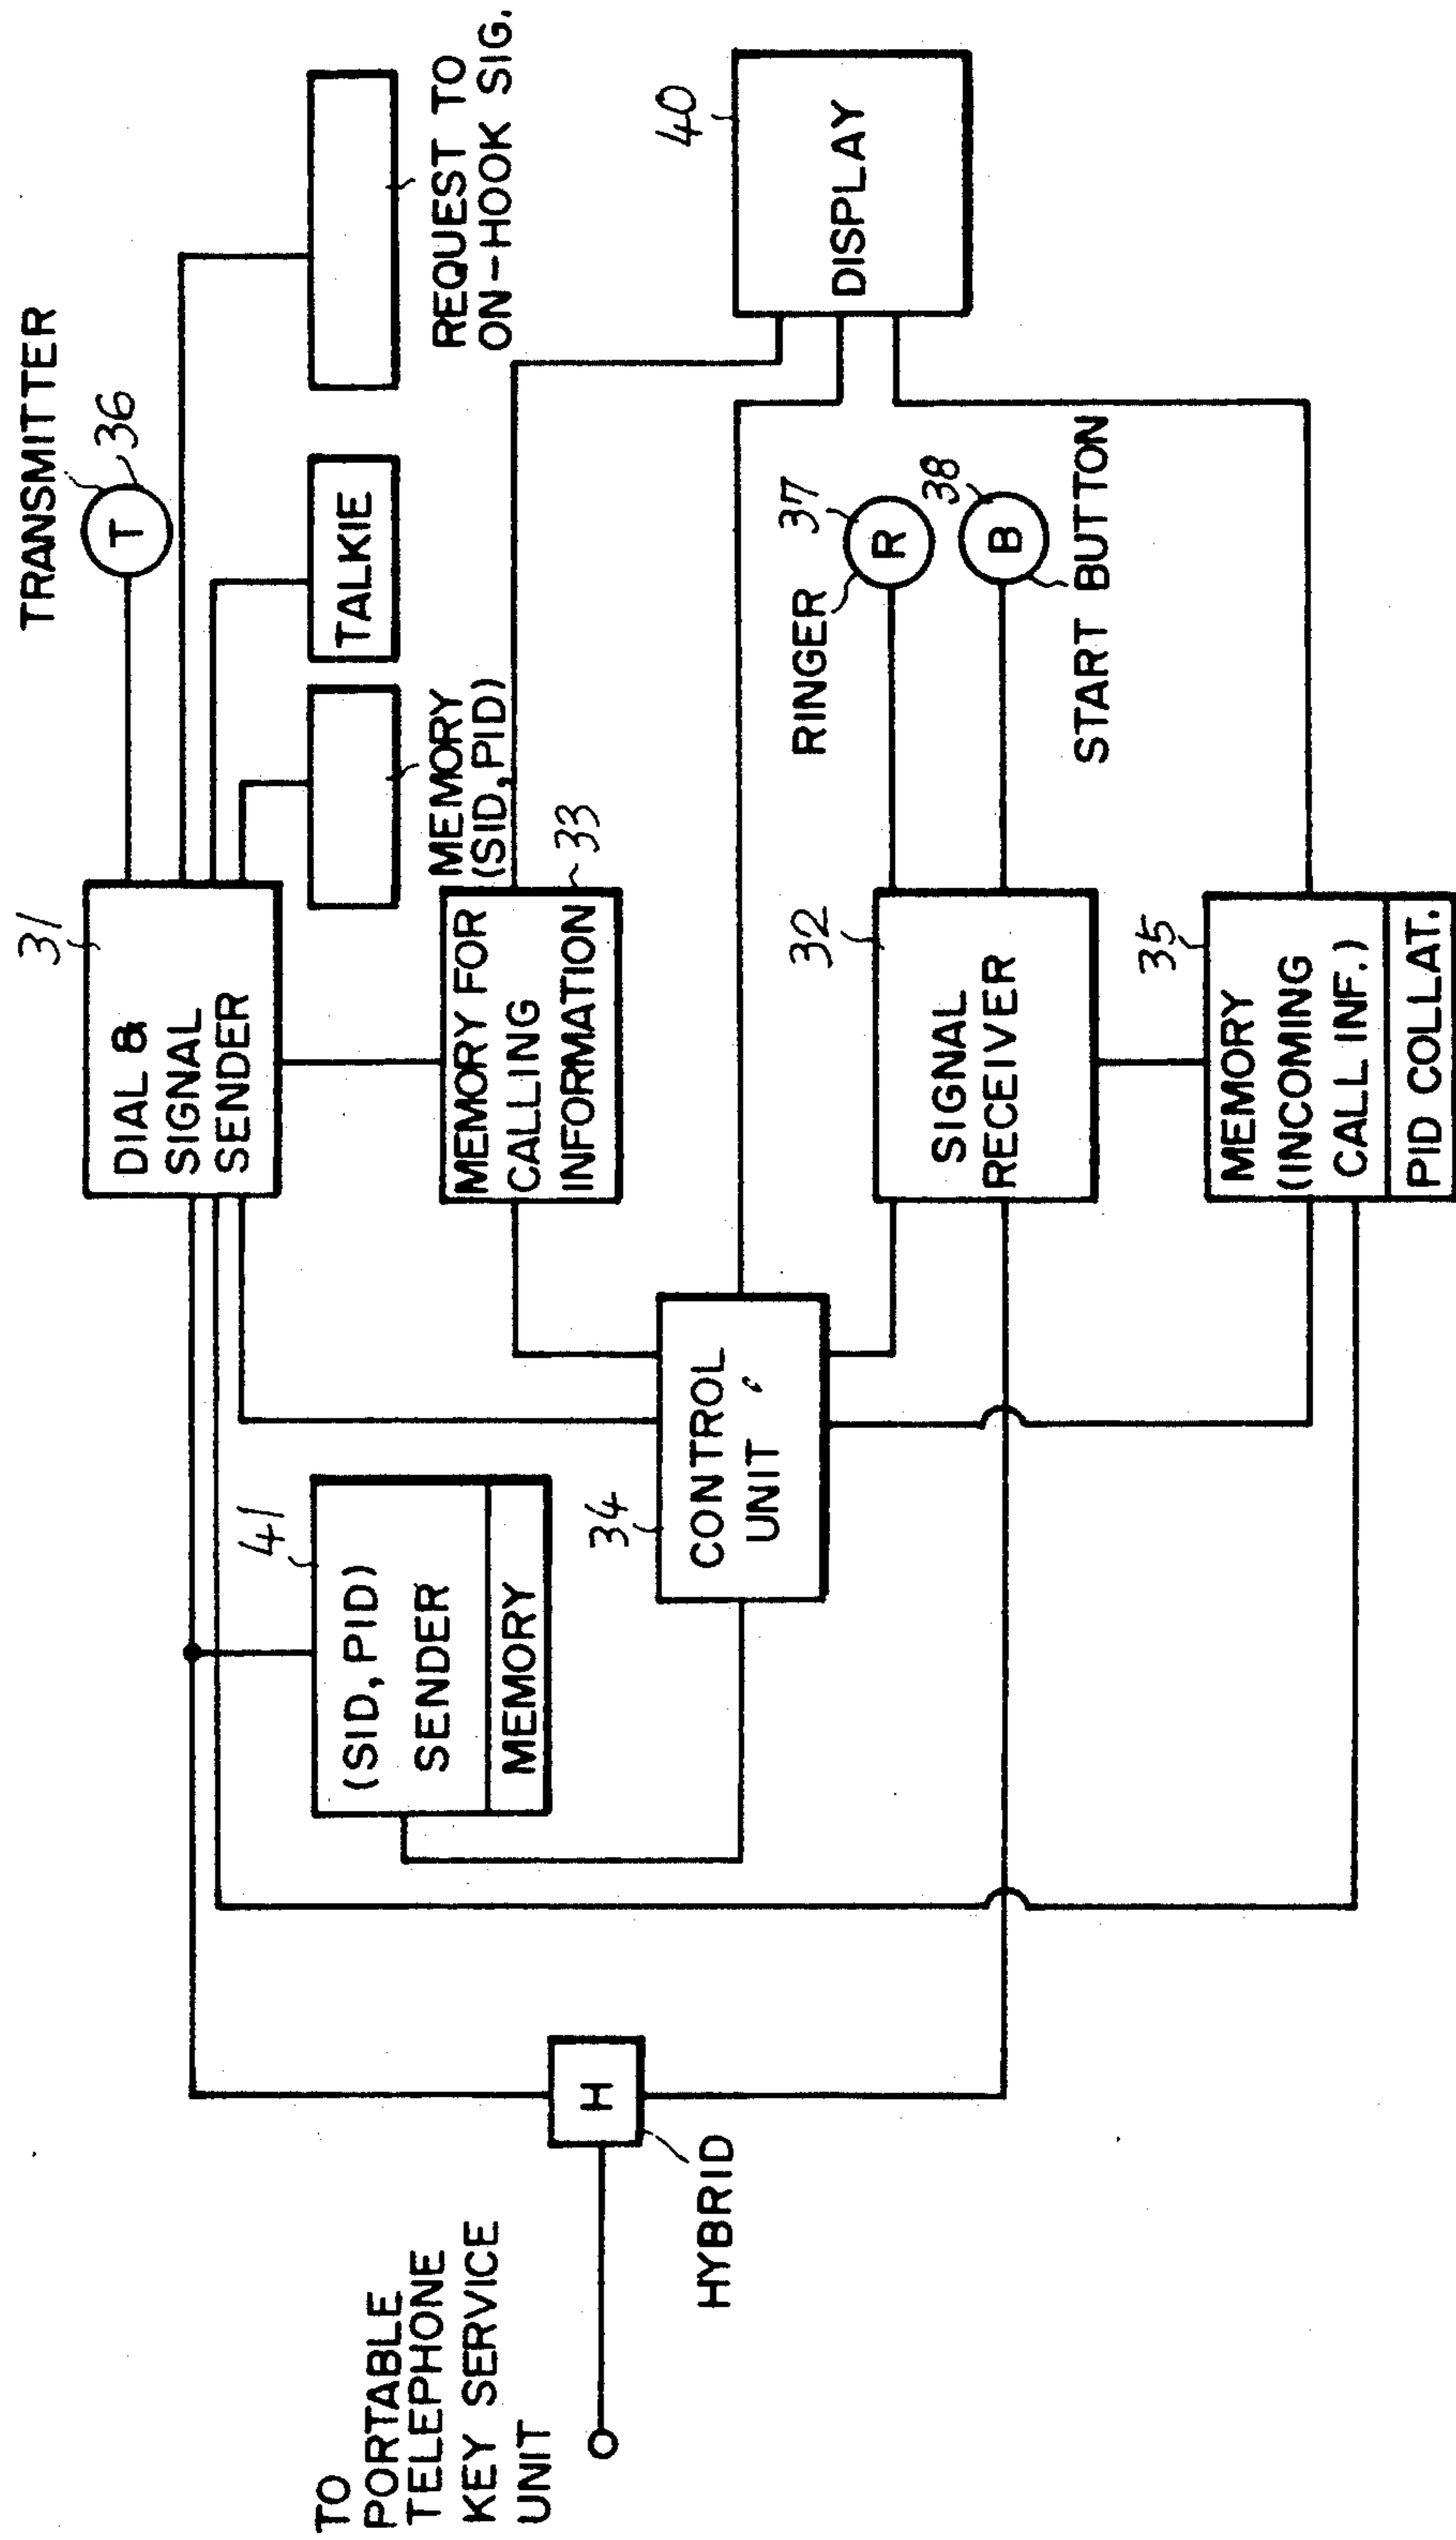 TO
PORTABLE
TELEPHONE
KEY SERVICE
UNIT
H
HYBRID
41
(SID, PID)
SENDER
MEMORY
34
CONTROL
UNIT
31
DIAL &
SIGNAL
SENDER
33
MEMORY FOR
CALLING
INFORMATION
32
SIGNAL
RECEIVER
35
MEMORY
(INCOMING
CALL INF.)
PID COLLAT.
TRANSMITTER
36
T
MEMORY
(SID, PID)
TALKIE
REQUEST TO
ON-HOOK SIG.
RINGER
37
R
38
B
START BUTTON
40
DISPLAY